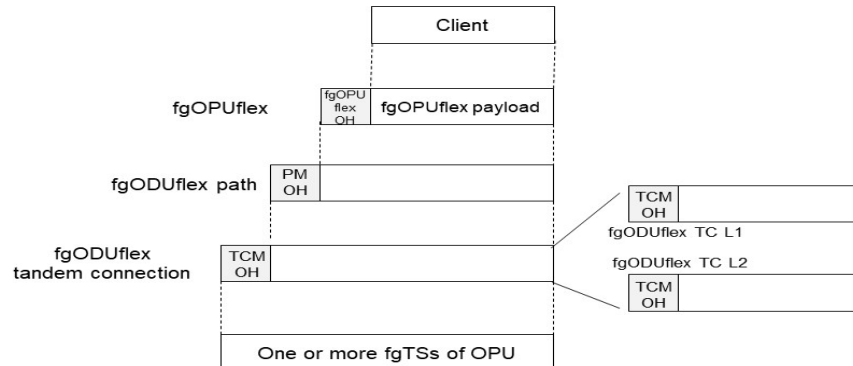 Client
fgOPUflex
fgOPU
flex
OH
fgOPUflex payload
fgODUflex path
PM
OH
TCM
OH
fgODUflex TC L1
fgODUflex
tandem connection
TCM
OH
fgODUflex TC L2
TCM
OH
One or more fgTSs of OPU